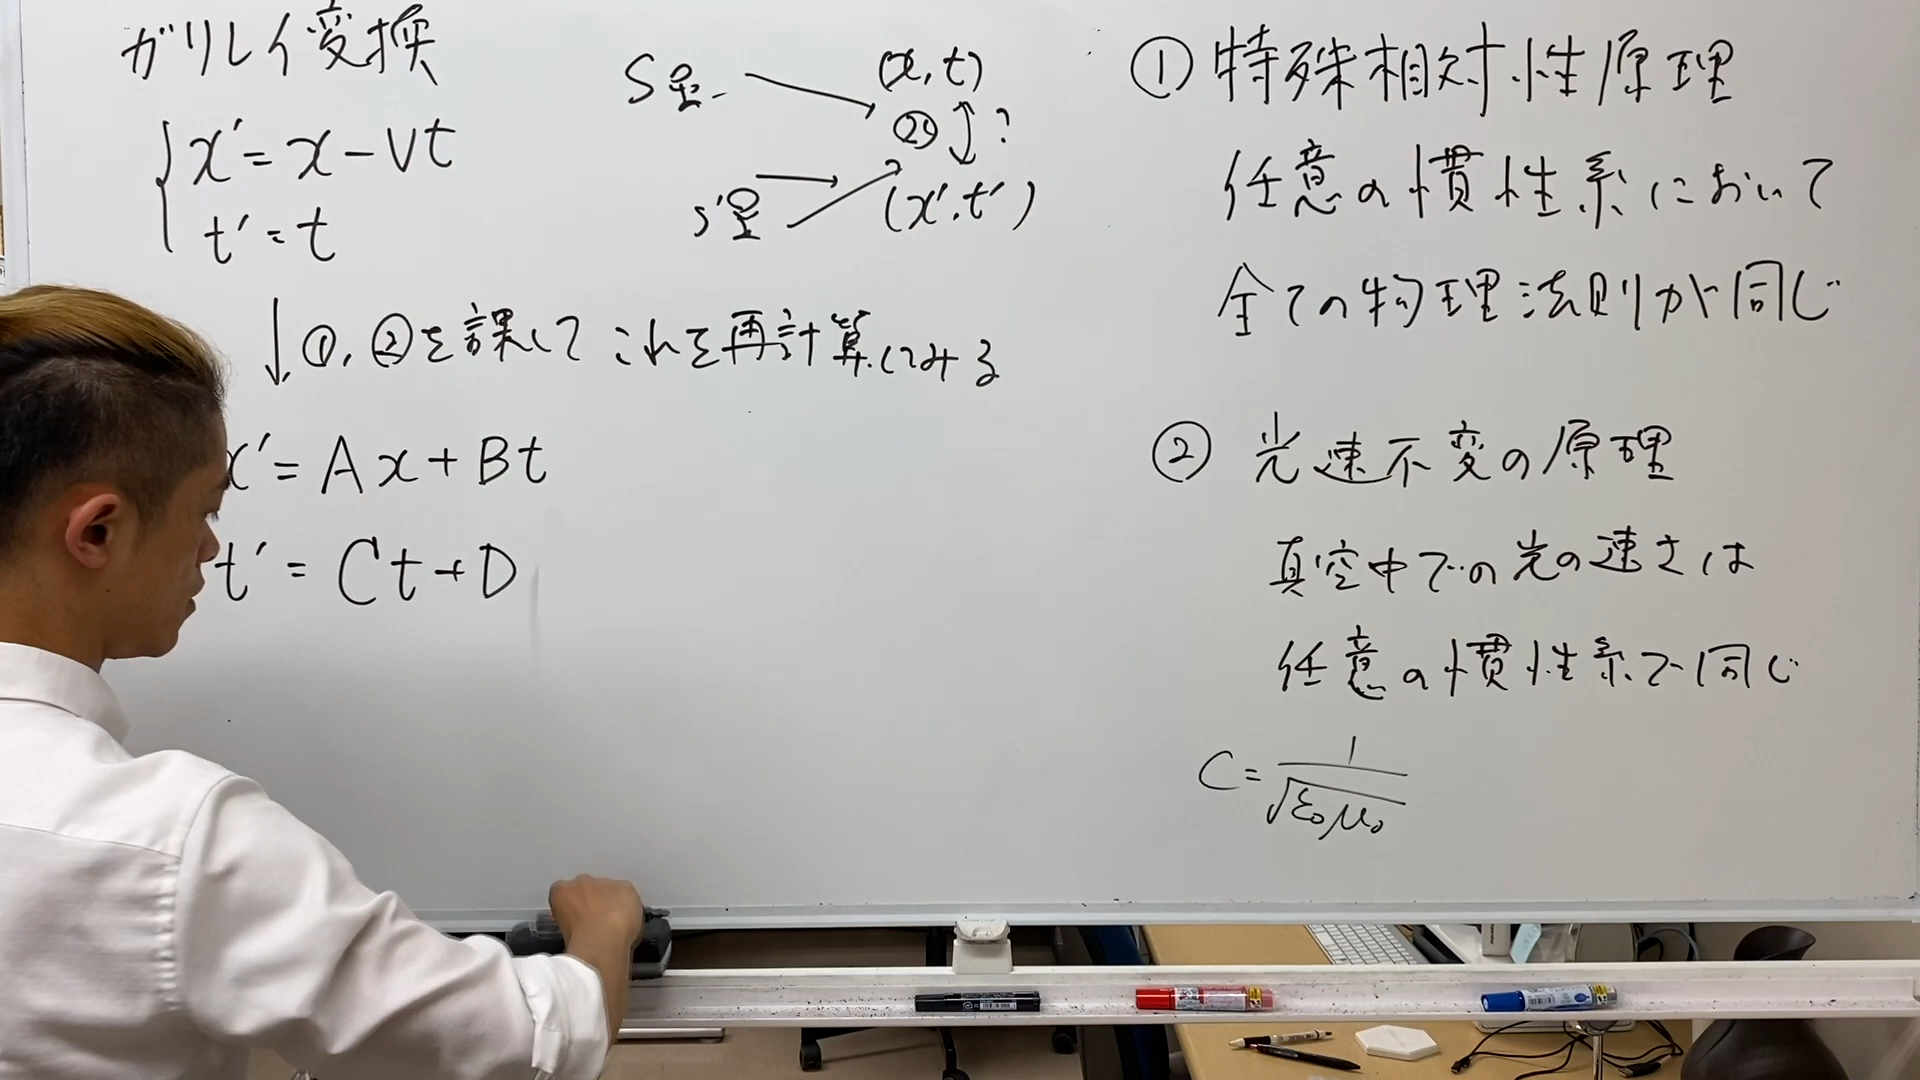 ガリレイ変換
x' = x - Vt
t' = t
S星
(x, t)
?
S'星
(x', t')
↓ ①, ②を課して これを再計算してみる
x' = Ax + Bt
t' = Ct + D
① 特殊相対性原理
任意の慣性系において
全ての物理法則が同じ
② 光速不変の原理
真空中での光の速さは
任意の慣性系で同じ
C = 1/√ε₀μ₀